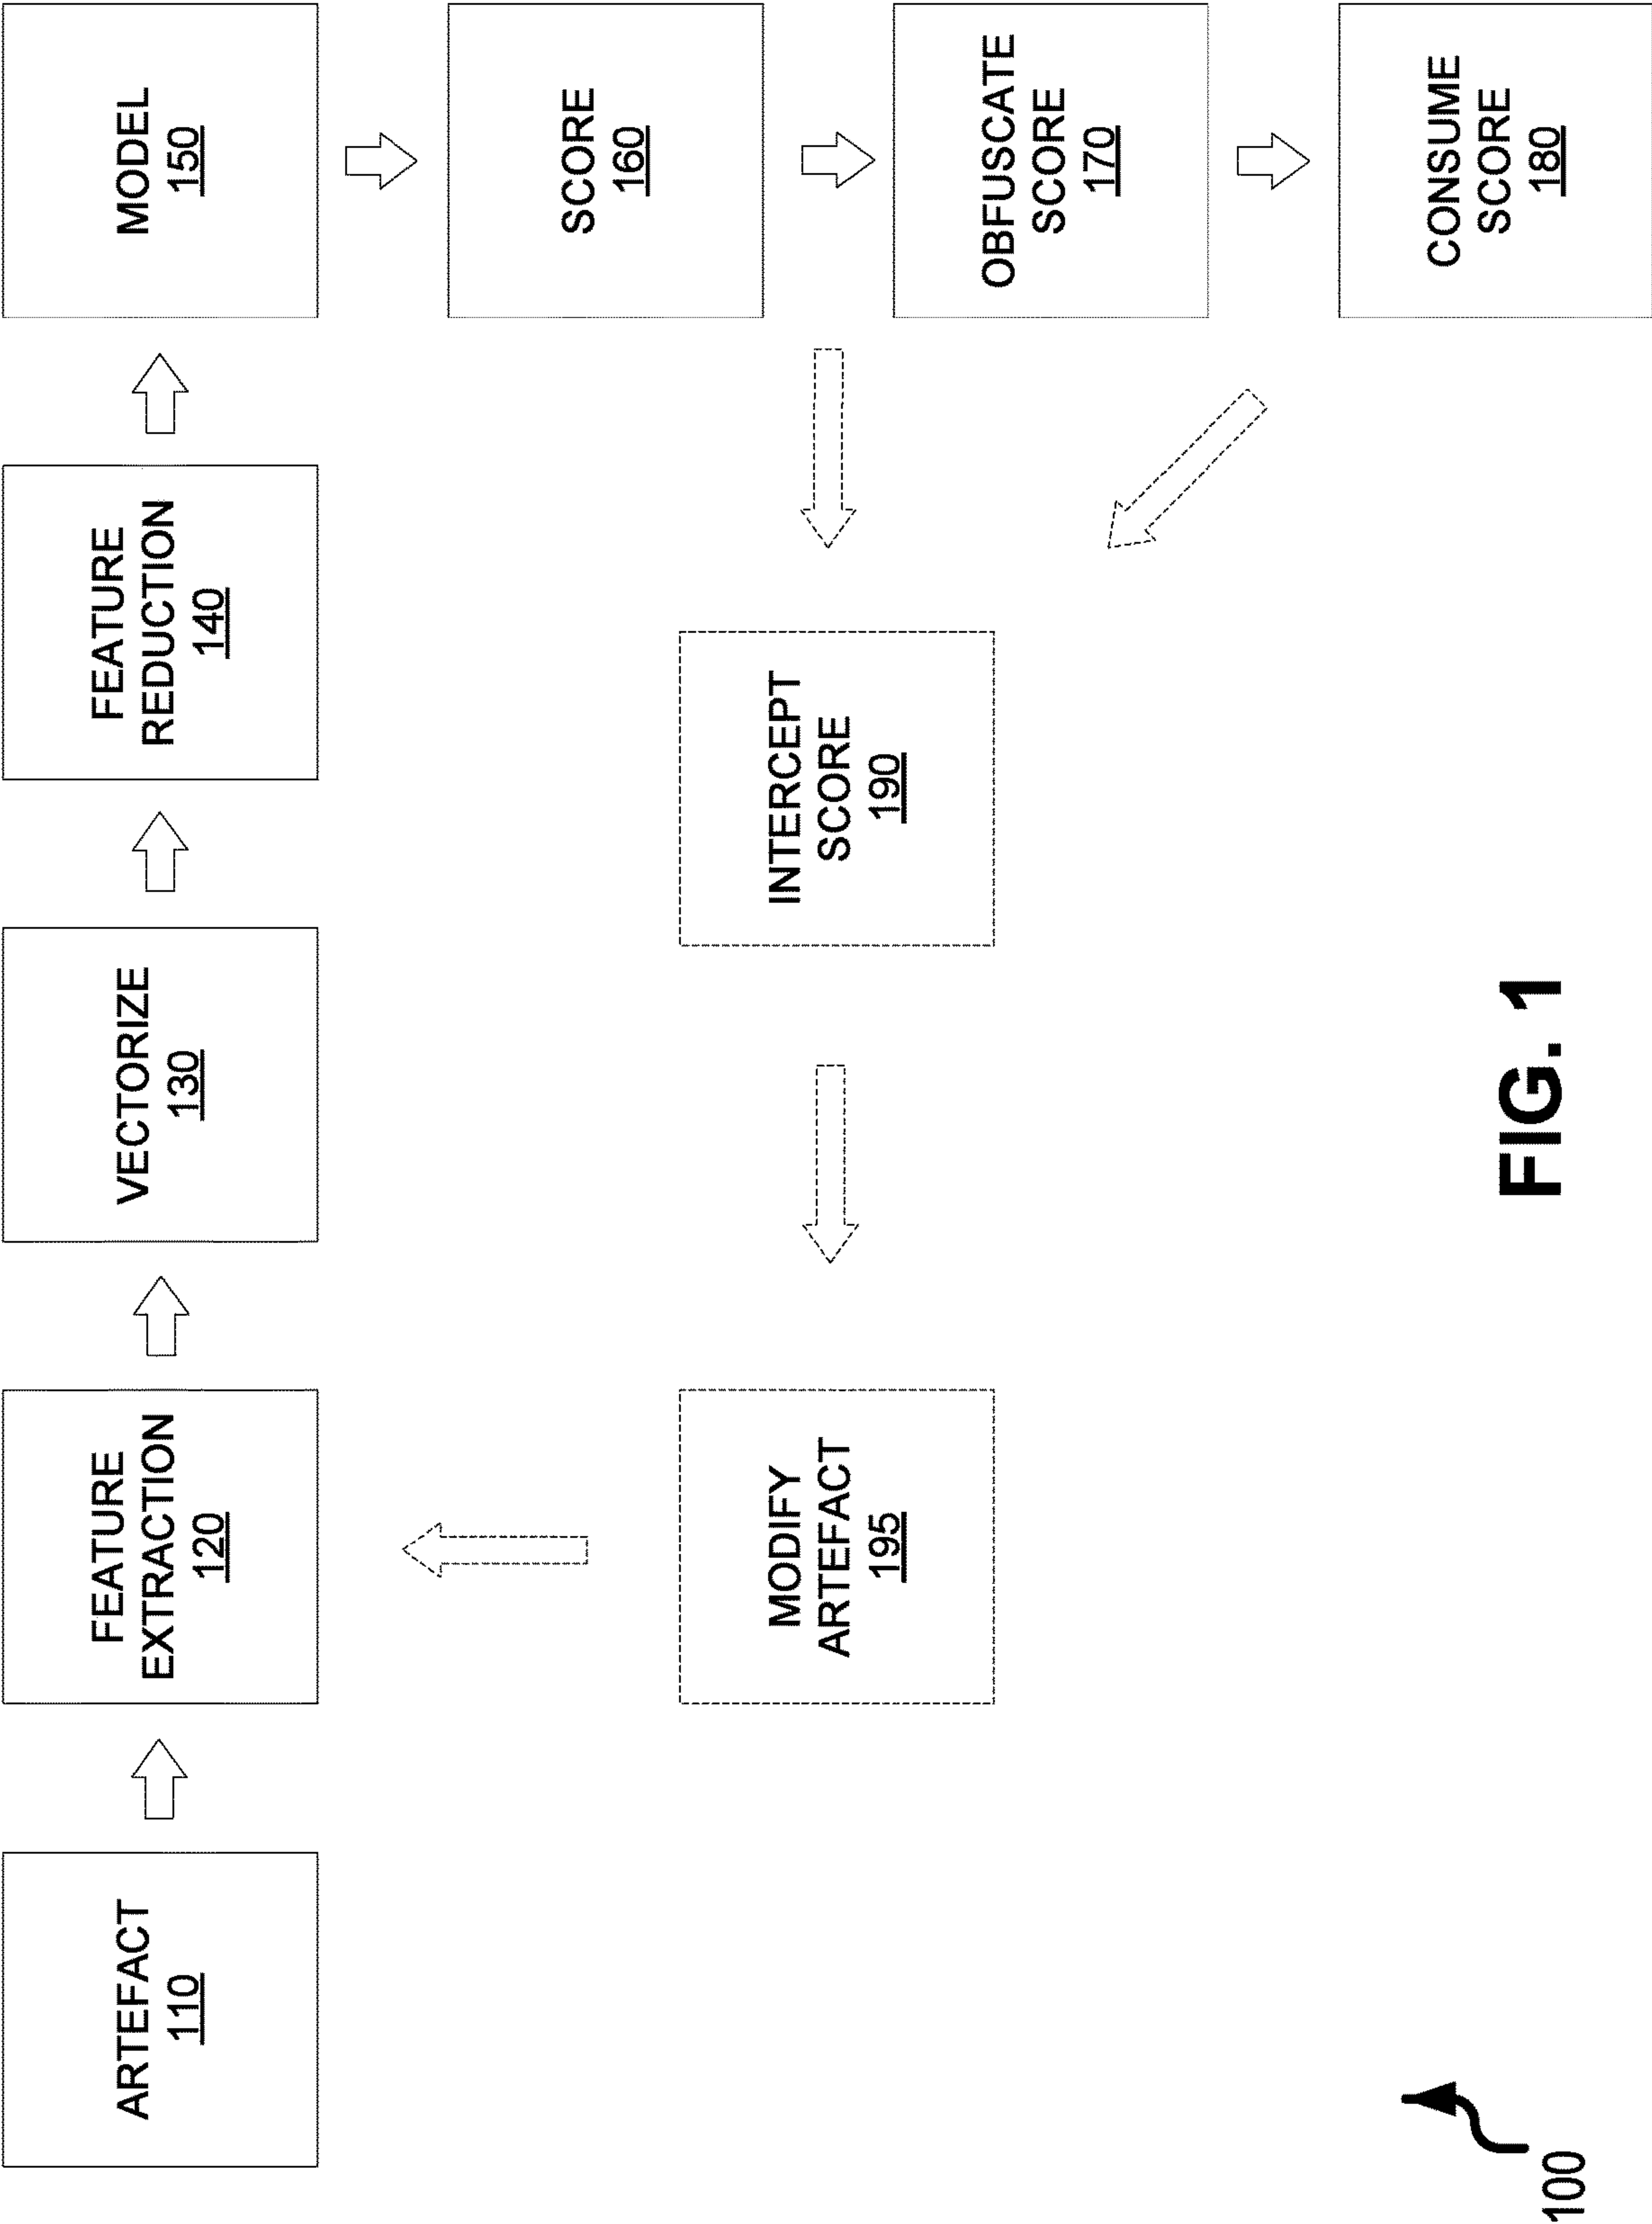 ARTEFACT
110
FEATURE
EXTRACTION
120
VECTORIZE
130
FEATURE
REDUCTION
140
MODEL
150
SCORE
160
OBFUSCATE
SCORE
170
CONSUME
SCORE
180
INTERCEPT
SCORE
190
MODIFY
ARTEFACT
195
100
FIG. 1